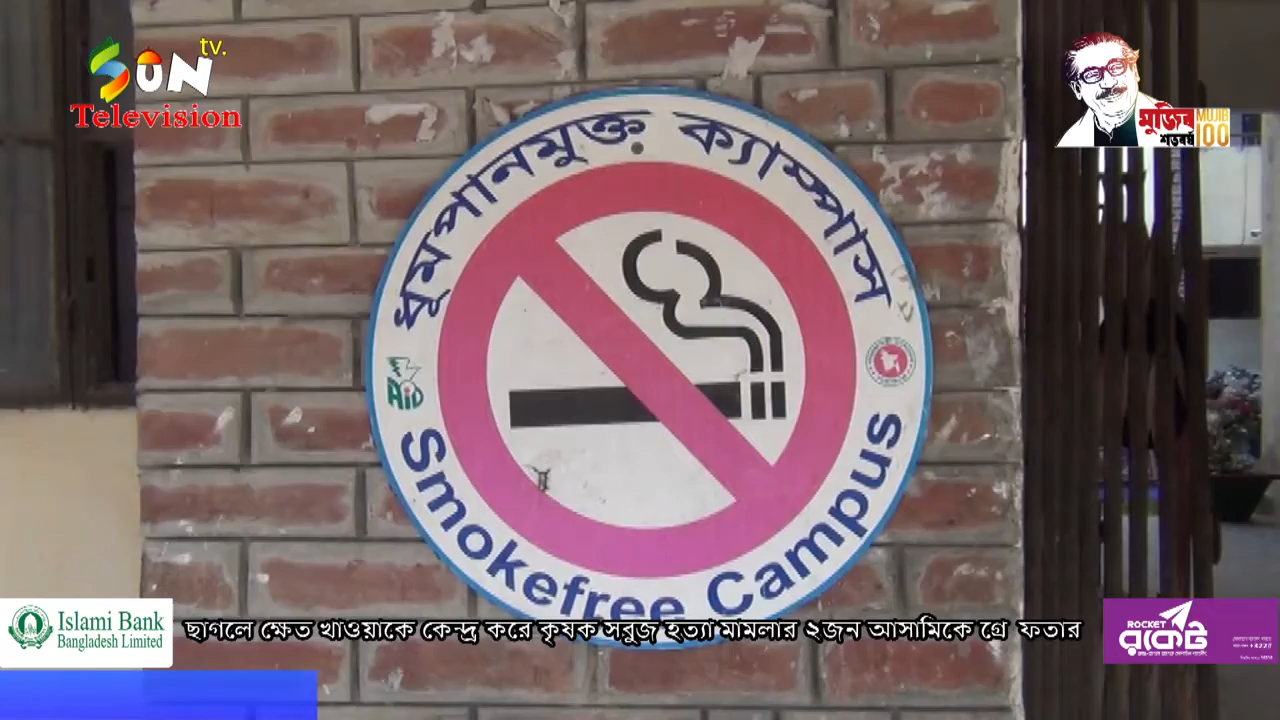 SUN tv.
Television
মুজিব MUJIB
শতবর্ষ 100
ধূমপানমুক্ত ক্যাম্পাস
AiD
Smokefree Campus
Islami Bank
Bangladesh Limited
ছাগলে ক্ষেত খাওয়াকে কেন্দ্র করে কৃষক সবুজ হত্যা মামলার ২জন আসামিকে গ্রে ফতার
ROCKET
রকেট